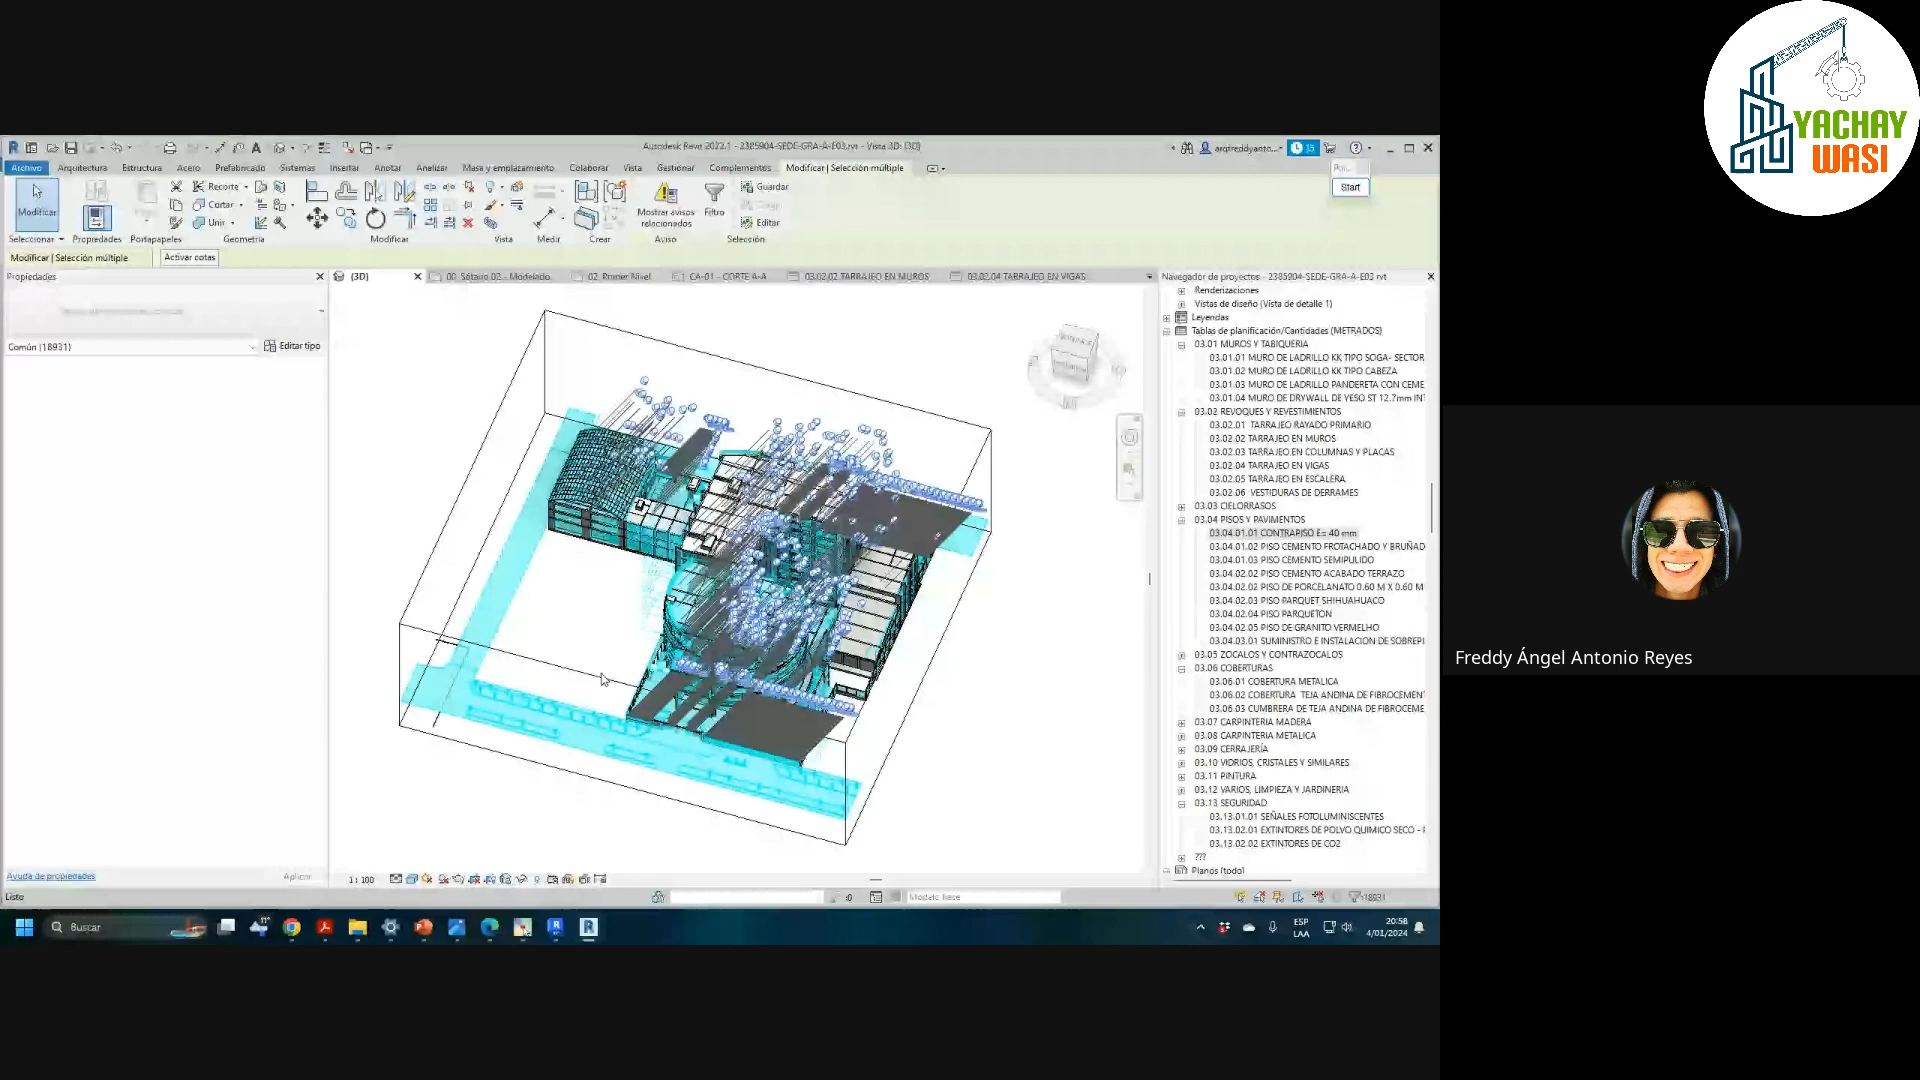 YACHAY
WASI
Autodesk Revit 2023.1 - 2385904-SEDE-GRA-A-E03.rvt - Vista 3D: {3D}
arqfreddyanto...
15
Archivo Arquitectura Estructura Acero Prefabricado Sistemas Insertar Anotar Analizar Masa y emplazamiento Colaborar Vista Gestionar Complementos Modificar | Selección múltiple
Start
Modificar
Recorte
Cortar
Unir
Mostrar avisos relacionados
Filtro
Guardar
Editar
Seleccionar Propiedades Portapapeles Geometría Modificar Vista Medir Crear Aviso Selección
Modificar | Selección múltiple Activar cotas
Propiedades
{3D}
00. Sótano 02 - Modelado
02. Primer Nivel
CA-01 - CORTE A-A
03.02.02 TARRAJEO EN MUROS
03.02.04 TARRAJEO EN VIGAS
Navegador de proyectos - 2385904-SEDE-GRA-A-E03.rvt
Común (18931)
Editar tipo
Renderizaciones
Vistas de diseño (Vista de detalle 1)
Leyendas
Tablas de planificación/Cantidades (METRADOS)
03.01 MUROS Y TABIQUERIA
03.01.01 MURO DE LADRILLO KK TIPO SOGA- SECTOR
03.01.02 MURO DE LADRILLO KK TIPO CABEZA
03.01.03 MURO DE LADRILLO PANDERETA CON CEME
03.01.04 MURO DE DRYWALL DE YESO ST 12.7mm IN
03.02 REVOQUES Y REVESTIMIENTOS
03.02.01 TARRAJEO RAYADO PRIMARIO
03.02.02 TARRAJEO EN MUROS
03.02.03 TARRAJEO EN COLUMNAS Y PLACAS
03.02.04 TARRAJEO EN VIGAS
03.02.05 TARRAJEO EN ESCALERA
03.02.06 VESTIDURAS DE DERRAMES
03.03 CIELORRASOS
03.04 PISOS Y PAVIMENTOS
03.04.01.01 CONTRAPISO E= 40 mm
03.04.01.02 PISO CEMENTO FROTACHADO Y BRUÑAD
03.04.01.03 PISO CEMENTO SEMIPULIDO
03.04.02.02 PISO CEMENTO ACABADO TERRAZO
03.04.02.02 PISO DE PORCELANATO 0.60 M X 0.60 M
03.04.02.03 PISO PARQUET SHIHUAHUACO
03.04.02.04 PISO PARQUETON
03.04.02.05 PISO DE GRANITO VERMELHO
03.04.03.01 SUMINISTRO E INSTALACION DE SOBREPI
03.05 ZOCALOS Y CONTRAZOCALOS
03.06 COBERTURAS
03.06.01 COBERTURA METALICA
03.06.02 COBERTURA TEJA ANDINA DE FIBROCEMEN
03.06.03 CUMBRERA DE TEJA ANDINA DE FIBROCEME
03.07 CARPINTERIA MADERA
03.08 CARPINTERIA METALICA
03.09 CERRAJERÍA
03.10 VIDRIOS, CRISTALES Y SIMILARES
03.11 PINTURA
03.12 VARIOS, LIMPIEZA Y JARDINERIA
03.13 SEGURIDAD
03.13.01.01 SEÑALES FOTOLUMINISCENTES
03.13.02.01 EXTINTORES DE POLVO QUIMICO SECO -
03.13.02.02 EXTINTORES DE CO2
???
Planos (todo)
Ayuda de propiedades
Aplicar
1 : 100
Listo
:0
Modelo base
:18931
Buscar
ESP
LAA
20:58
4/01/2024
Freddy Ángel Antonio Reyes